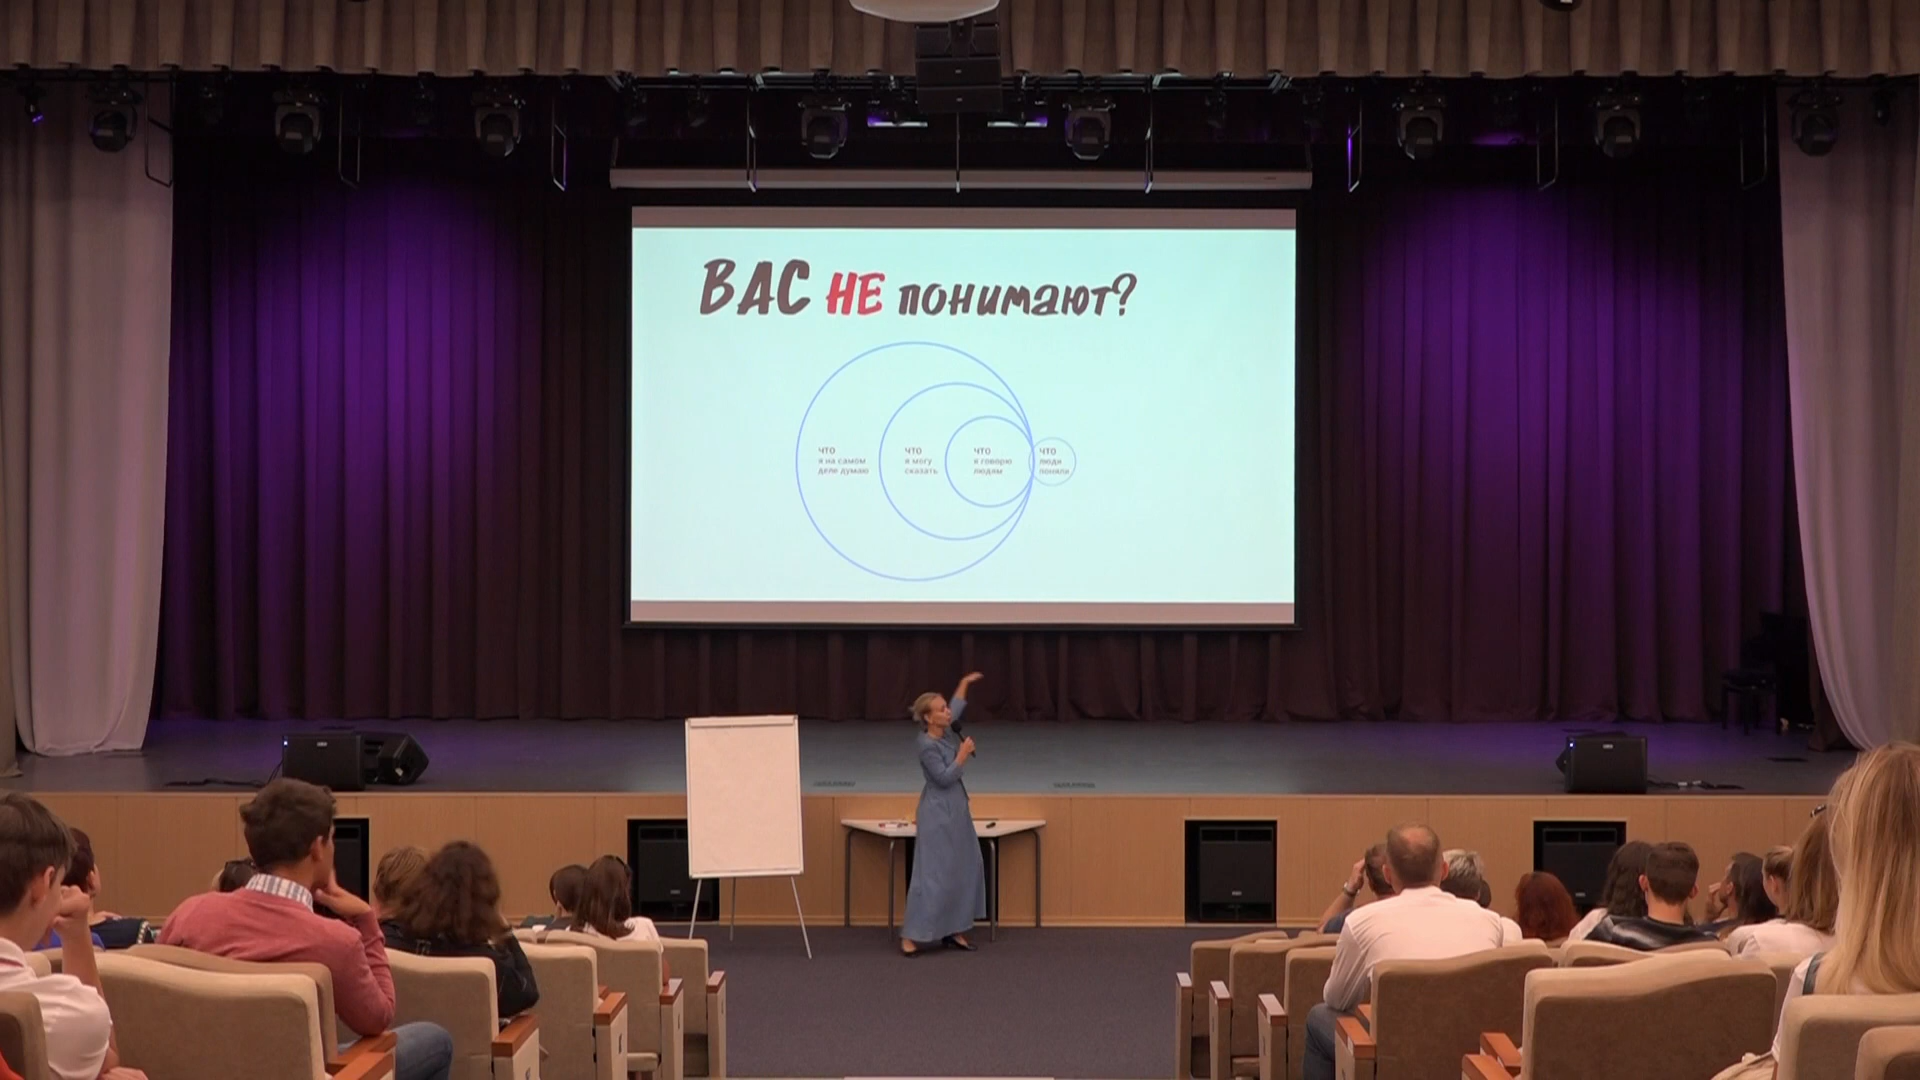 ВАС НЕ понимают?
что
я на самом
деле думаю
что
я могу
сказать
что
я говорю
людям
что
люди
поняли